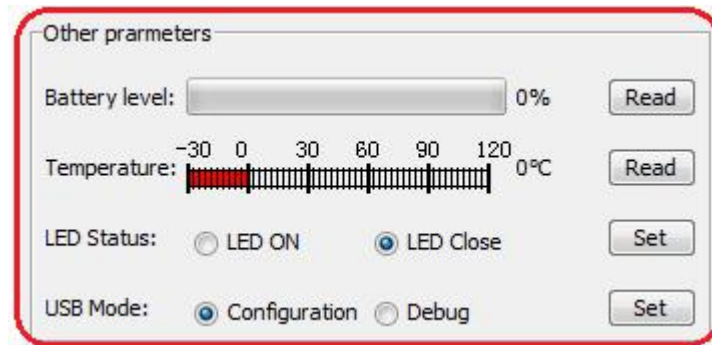 Other prarmeters
Battery level: 0% Read
-30 0 30 60 90 120
Temperature: 0°C Read
LED Status: LED ON LED Close Set
USB Mode: Configuration Debug Set